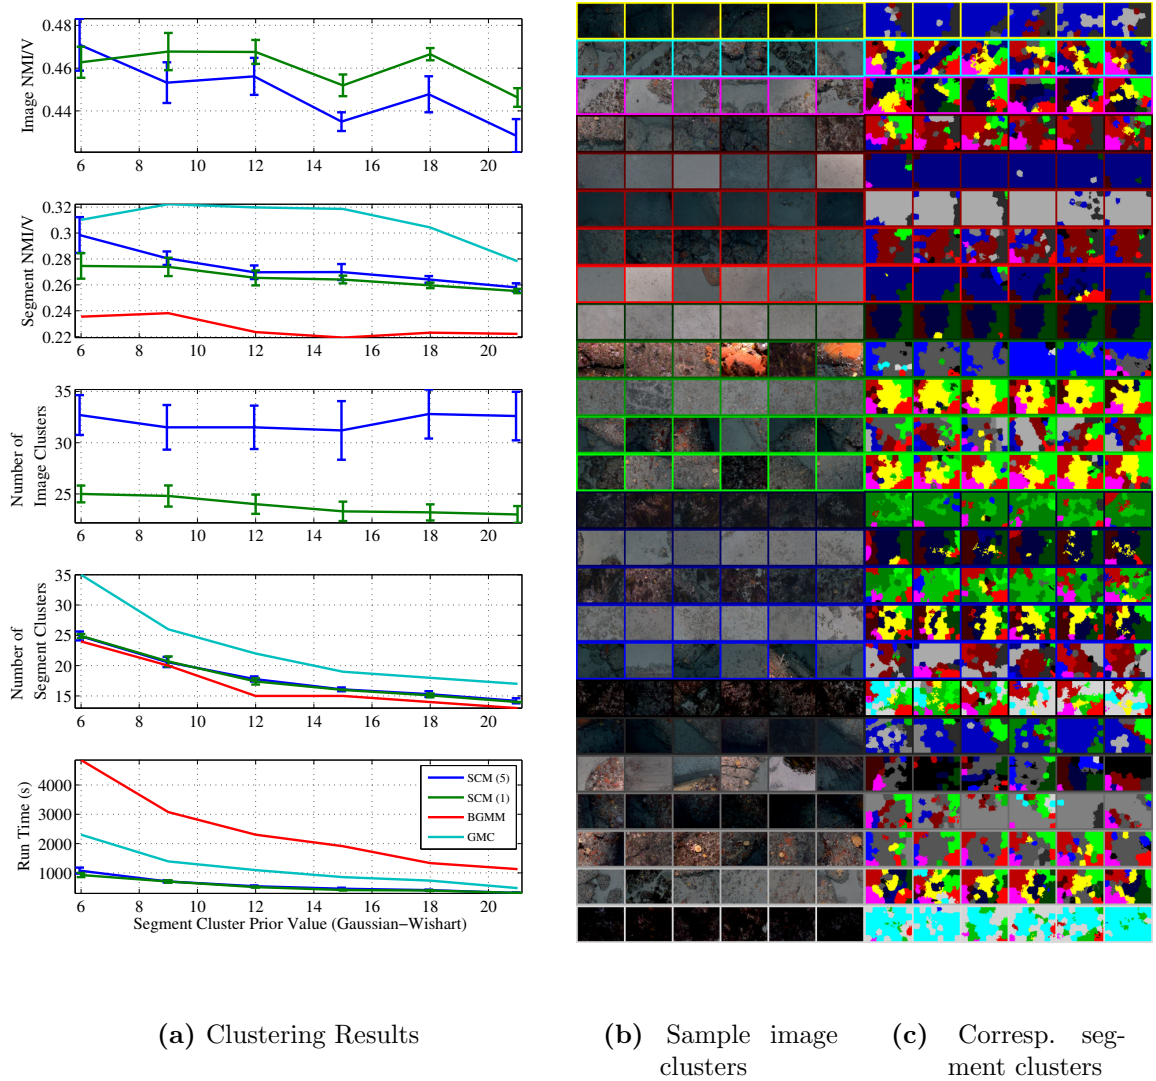 0.48
0.46
0.44
Image NMI/V
6 8 10 12 14 16 18 20
0.32
0.3
0.28
0.26
0.24
0.22
Segment NMI/V
6 8 10 12 14 16 18 20
35
30
25
Number of
Image Clusters
6 8 10 12 14 16 18 20
35
30
25
20
15
Number of
Segment Clusters
6 8 10 12 14 16 18 20
4000
3000
2000
1000
Run Time (s)
SCM (5)
SCM (1)
BGMM
GMC
6 8 10 12 14 16 18 20
Segment Cluster Prior Value (Gaussian−Wishart)
(a) Clustering Results
(b) Sample image
clusters
(c) Corresp. seg-
ment clusters